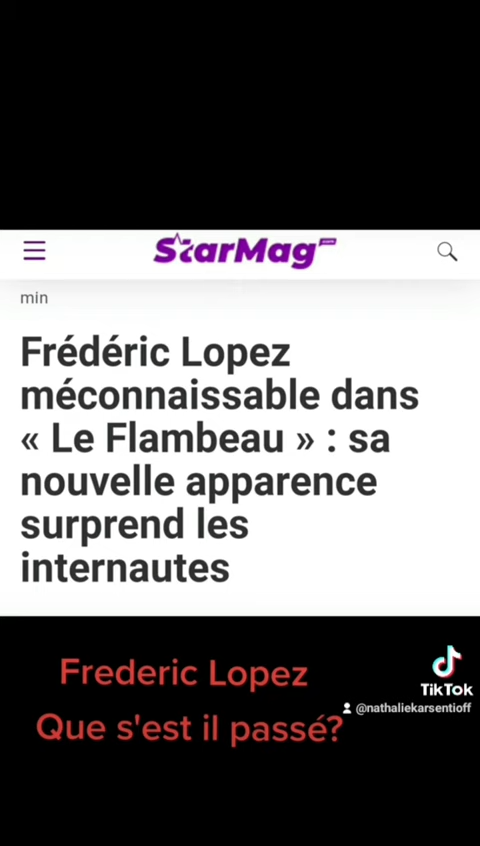 StarMag.com
min
Frédéric Lopez
méconnaissable dans
« Le Flambeau » : sa
nouvelle apparence
surprend les
internautes
Frederic Lopez
Que s'est il passé?
TikTok
@nathaliekarsentioff